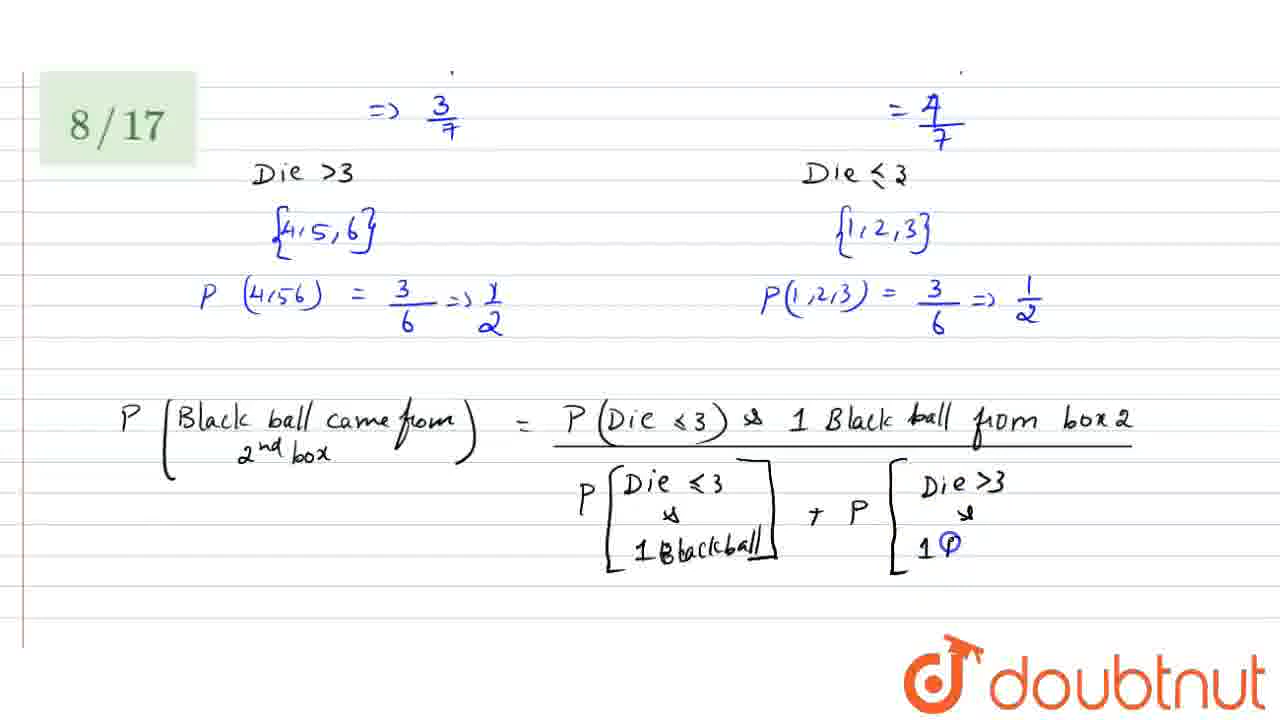 8 / 17
=> 3/7
= 4/7
Die >3
Die ≤ 3
{4,5,6}
{1,2,3}
P (4,56) = 3/6 => 1/2
P(1,2,3) = 3/6 => 1/2
P (Black ball came from 2nd box) = P(Die ≤ 3) & 1 Black ball from box 2
P [Die ≤ 3 & 1 Black ball] + P [Die >3 & 1
doubtnut